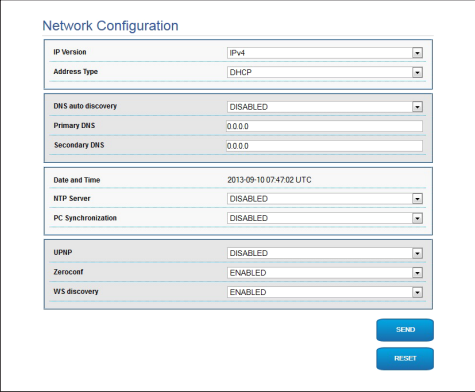 Network Configuration
IP Version IPv4
Address Type DHCP
DNS auto discovery DISABLED
Primary DNS 0.0.0.0
Secondary DNS 0.0.0.0
Date and Time 2013-09-10 07:47:02 UTC
NTP Server DISABLED
PC Synchronization DISABLED
UPNP DISABLED
Zeroconf ENABLED
WS discovery ENABLED
SEND
RESET